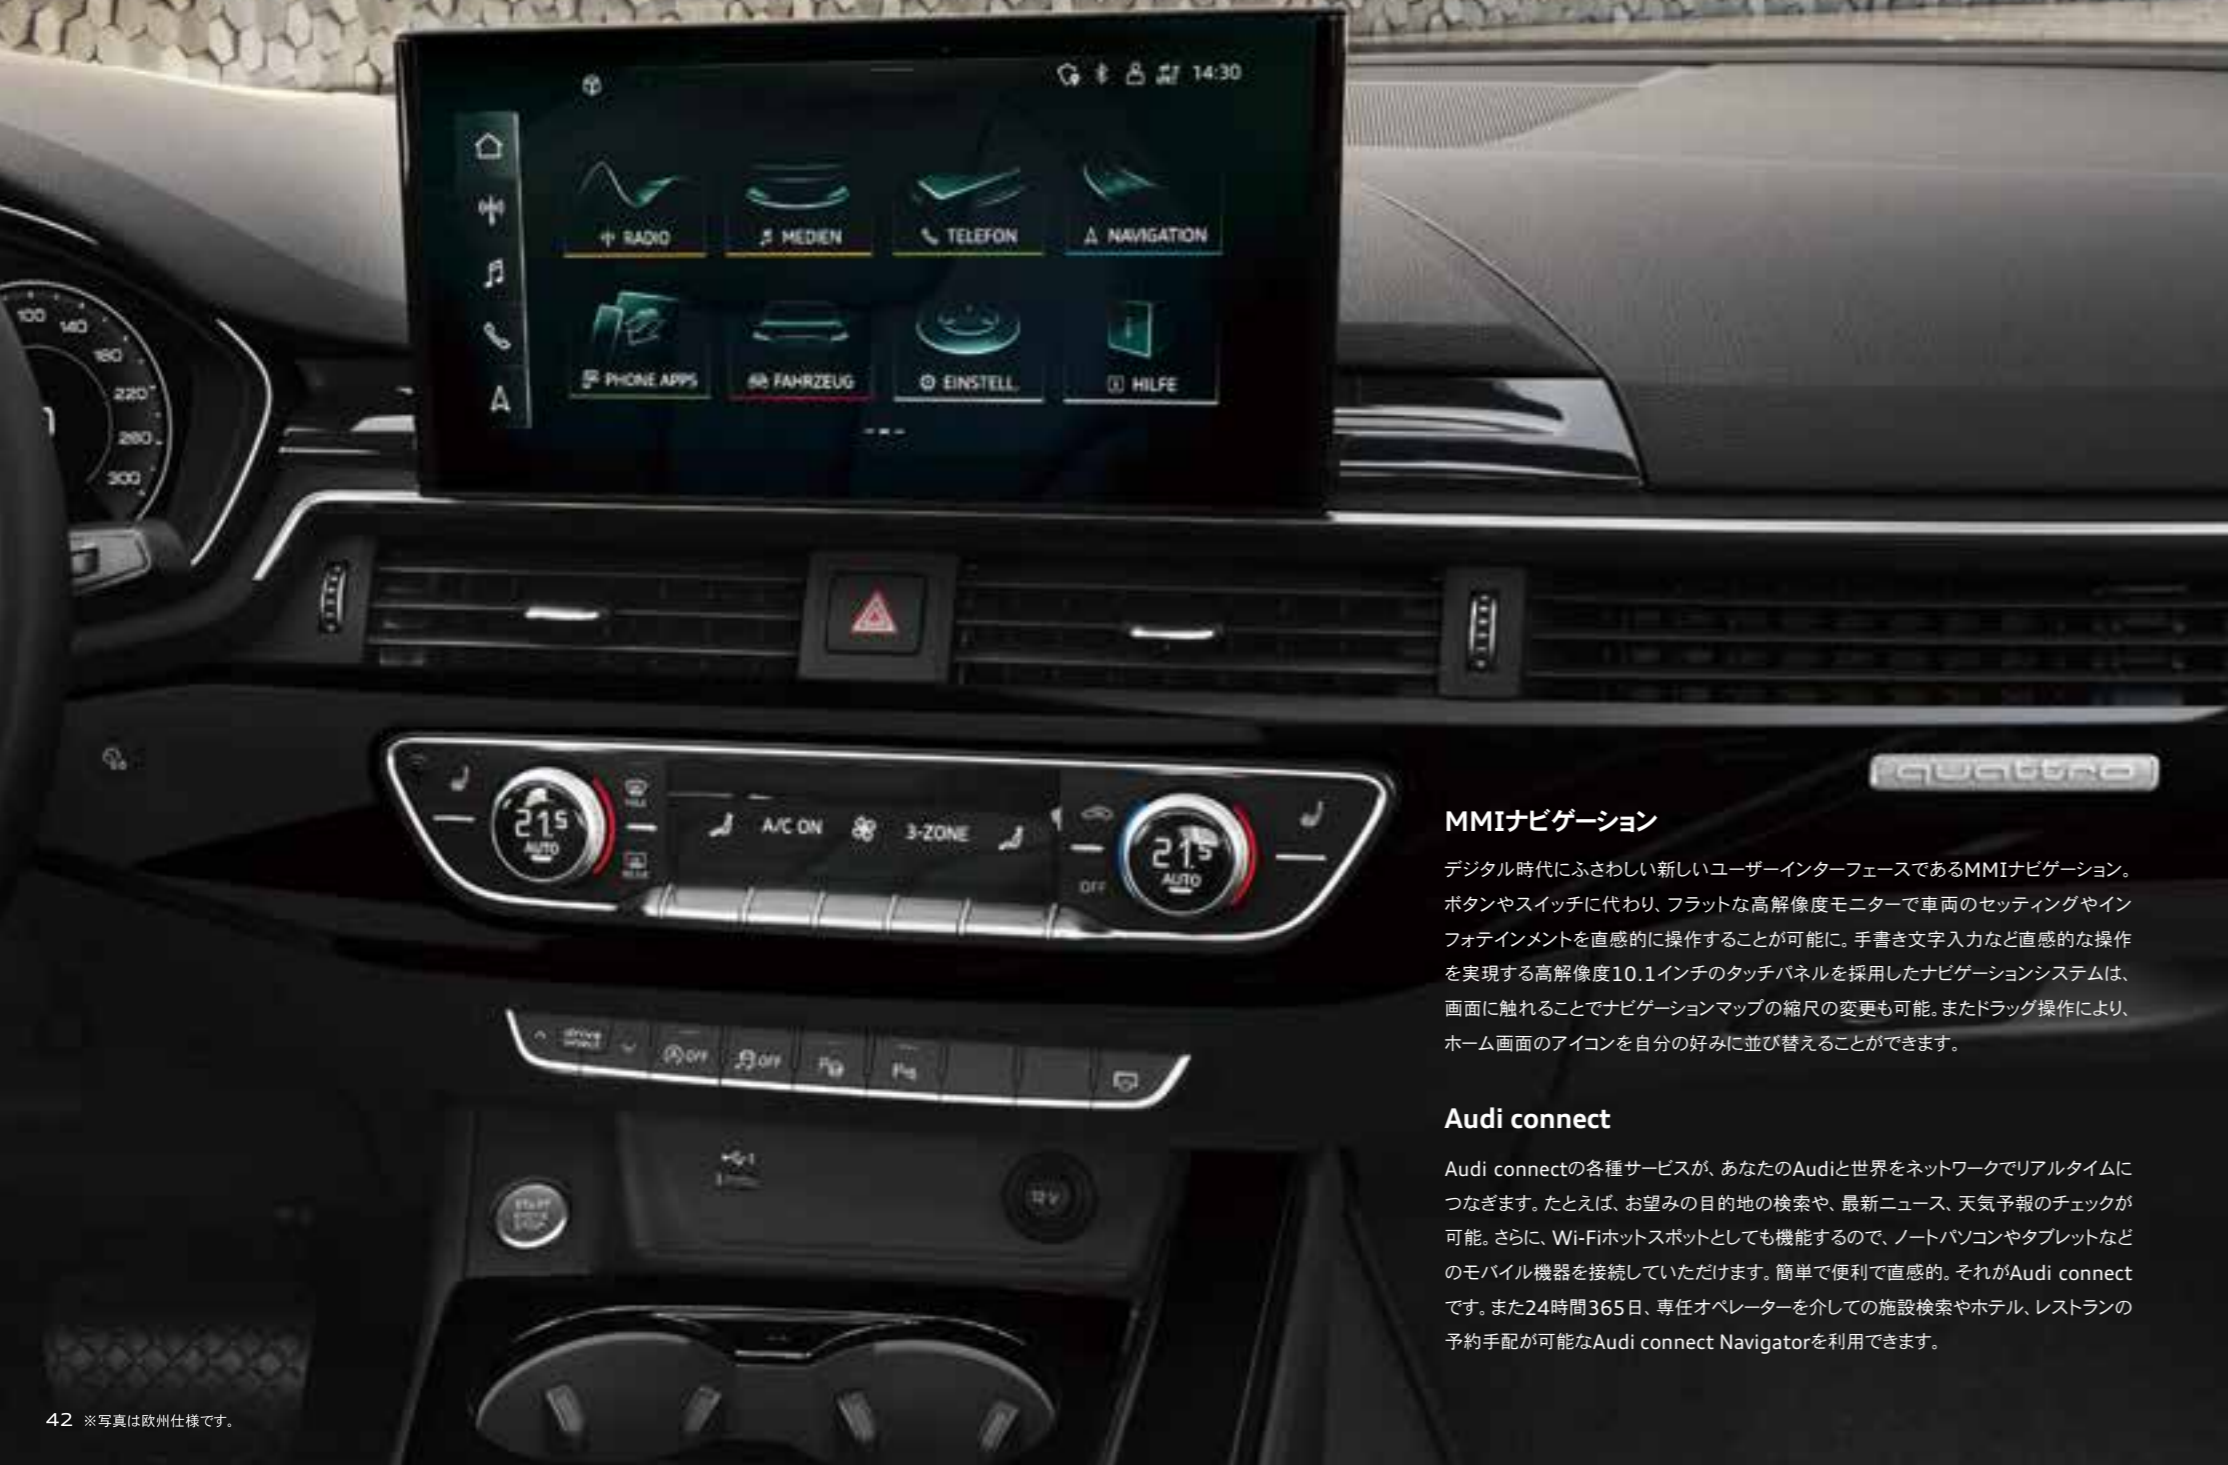 14:30
RADIO
MEDIEN
TELEFON
NAVIGATION
PHONE APPS
FAHRZEUG
EINSTELL.
HILFE
100
140
180
220
260
300
quattro
21.5
AUTO
A/C ON
3-ZONE
21.5
AUTO
OFF
drive select
OFF
OFF
START
ENGINE
STOP
12V
MMIナビゲーション
デジタル時代にふさわしい新しいユーザーインターフェースであるMMIナビゲーション。
ボタンやスイッチに代わり、フラットな高解像度モニターで車両のセッティングやイン
フォテインメントを直感的に操作することが可能に。手書き文字入力など直感的な操作
を実現する高解像度10.1インチのタッチパネルを採用したナビゲーションシステムは、
画面に触れることでナビゲーションマップの縮尺の変更も可能。またドラッグ操作により、
ホーム画面のアイコンを自分の好みに並び替えることができます。
Audi connect
Audi connectの各種サービスが、あなたのAudiと世界をネットワークでリアルタイムに
つなぎます。たとえば、お望みの目的地の検索や、最新ニュース、天気予報のチェックが
可能。さらに、Wi-Fiホットスポットとしても機能するので、ノートパソコンやタブレットなど
のモバイル機器を接続していただけます。簡単で便利で直感的。それがAudi connect
です。また24時間365日、専任オペレーターを介しての施設検索やホテル、レストランの
予約手配が可能なAudi connect Navigatorを利用できます。
42 ※写真は欧州仕様です。